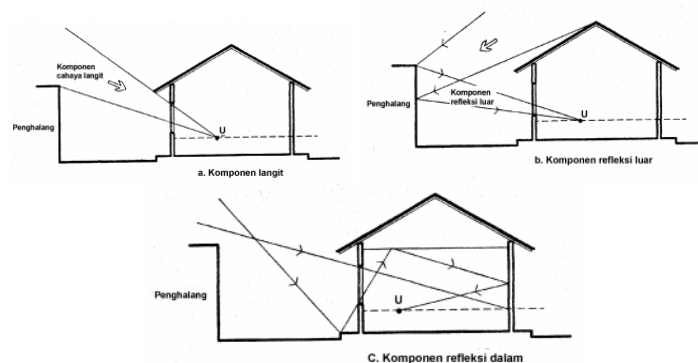 Komponen
cahaya langit
Penghalang
U
a. Komponen langit
Komponen
refleksi luar
Penghalang
U
b. Komponen refleksi luar
Penghalang
U
C. Komponen refleksi dalam